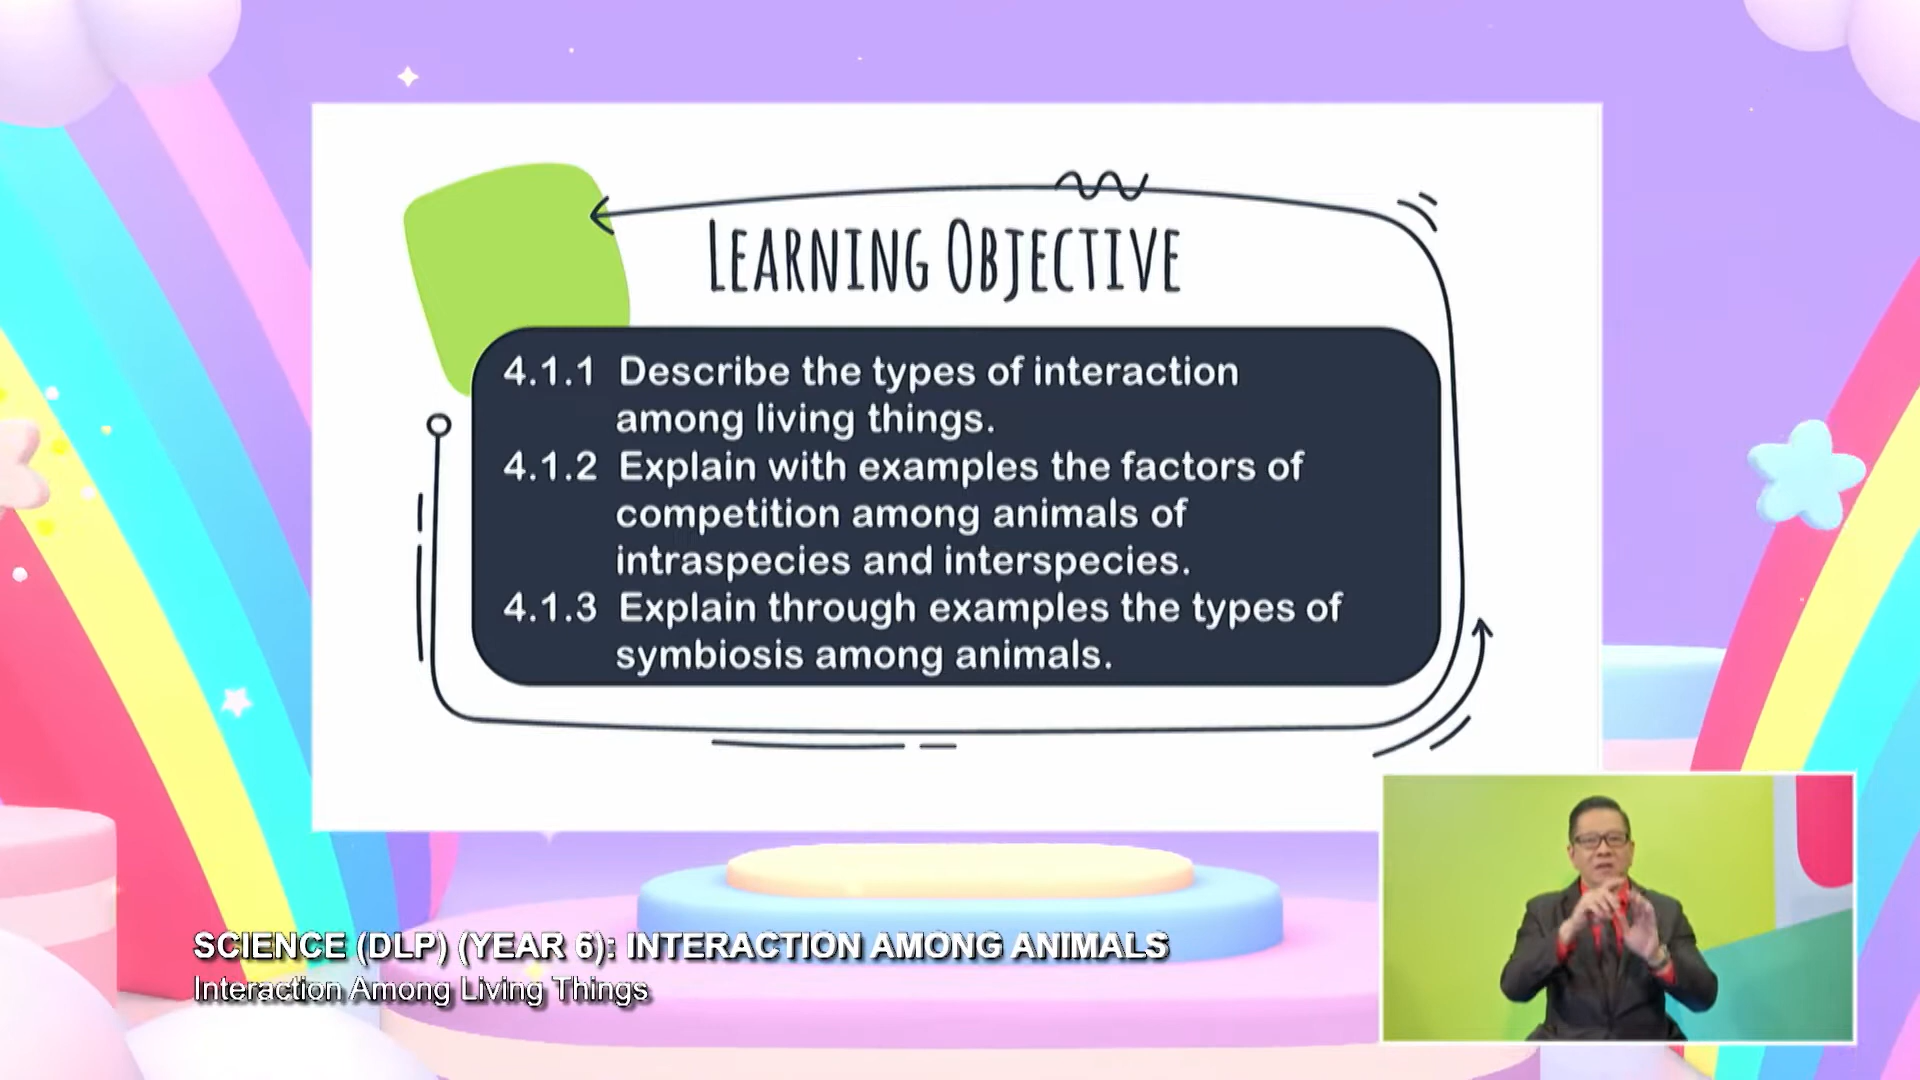 LEARNING OBJECTIVE
4.1.1 Describe the types of interaction
among living things.
4.1.2 Explain with examples the factors of
competition among animals of
intraspecies and interspecies.
4.1.3 Explain through examples the types of
symbiosis among animals.
SCIENCE (DLP) (YEAR 6): INTERACTION AMONG ANIMALS
Interaction Among Living Things